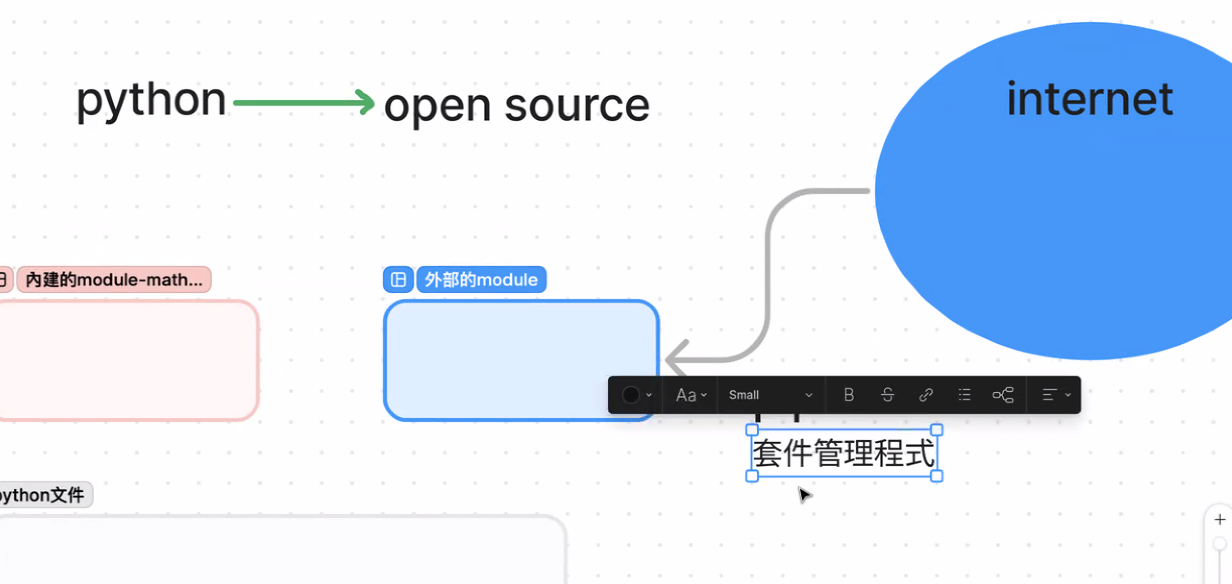 python
open source
internet
內建的module-math...
外部的module
Aa
Small
B
S
套件管理程式
python文件
+